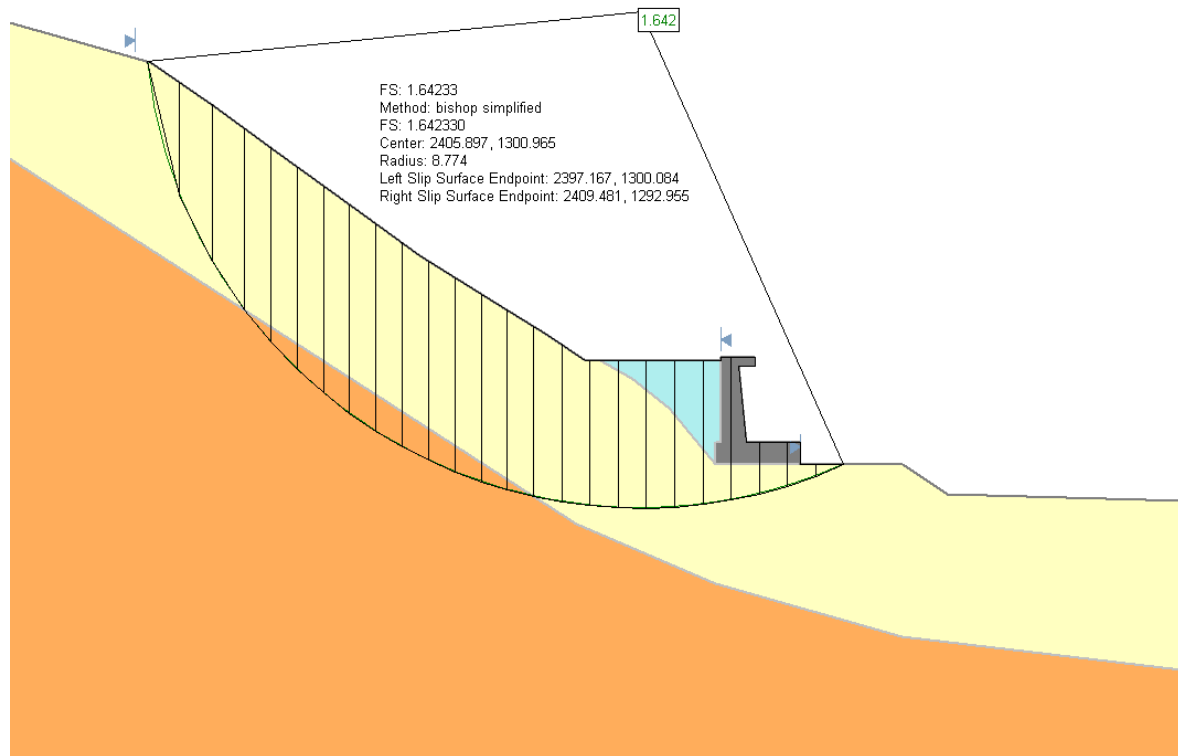 1.642
FS: 1.64233
Method: bishop simplified
FS: 1.642330
Center: 2405.897, 1300.965
Radius: 8.774
Left Slip Surface Endpoint: 2397.167, 1300.084
Right Slip Surface Endpoint: 2409.481, 1292.955